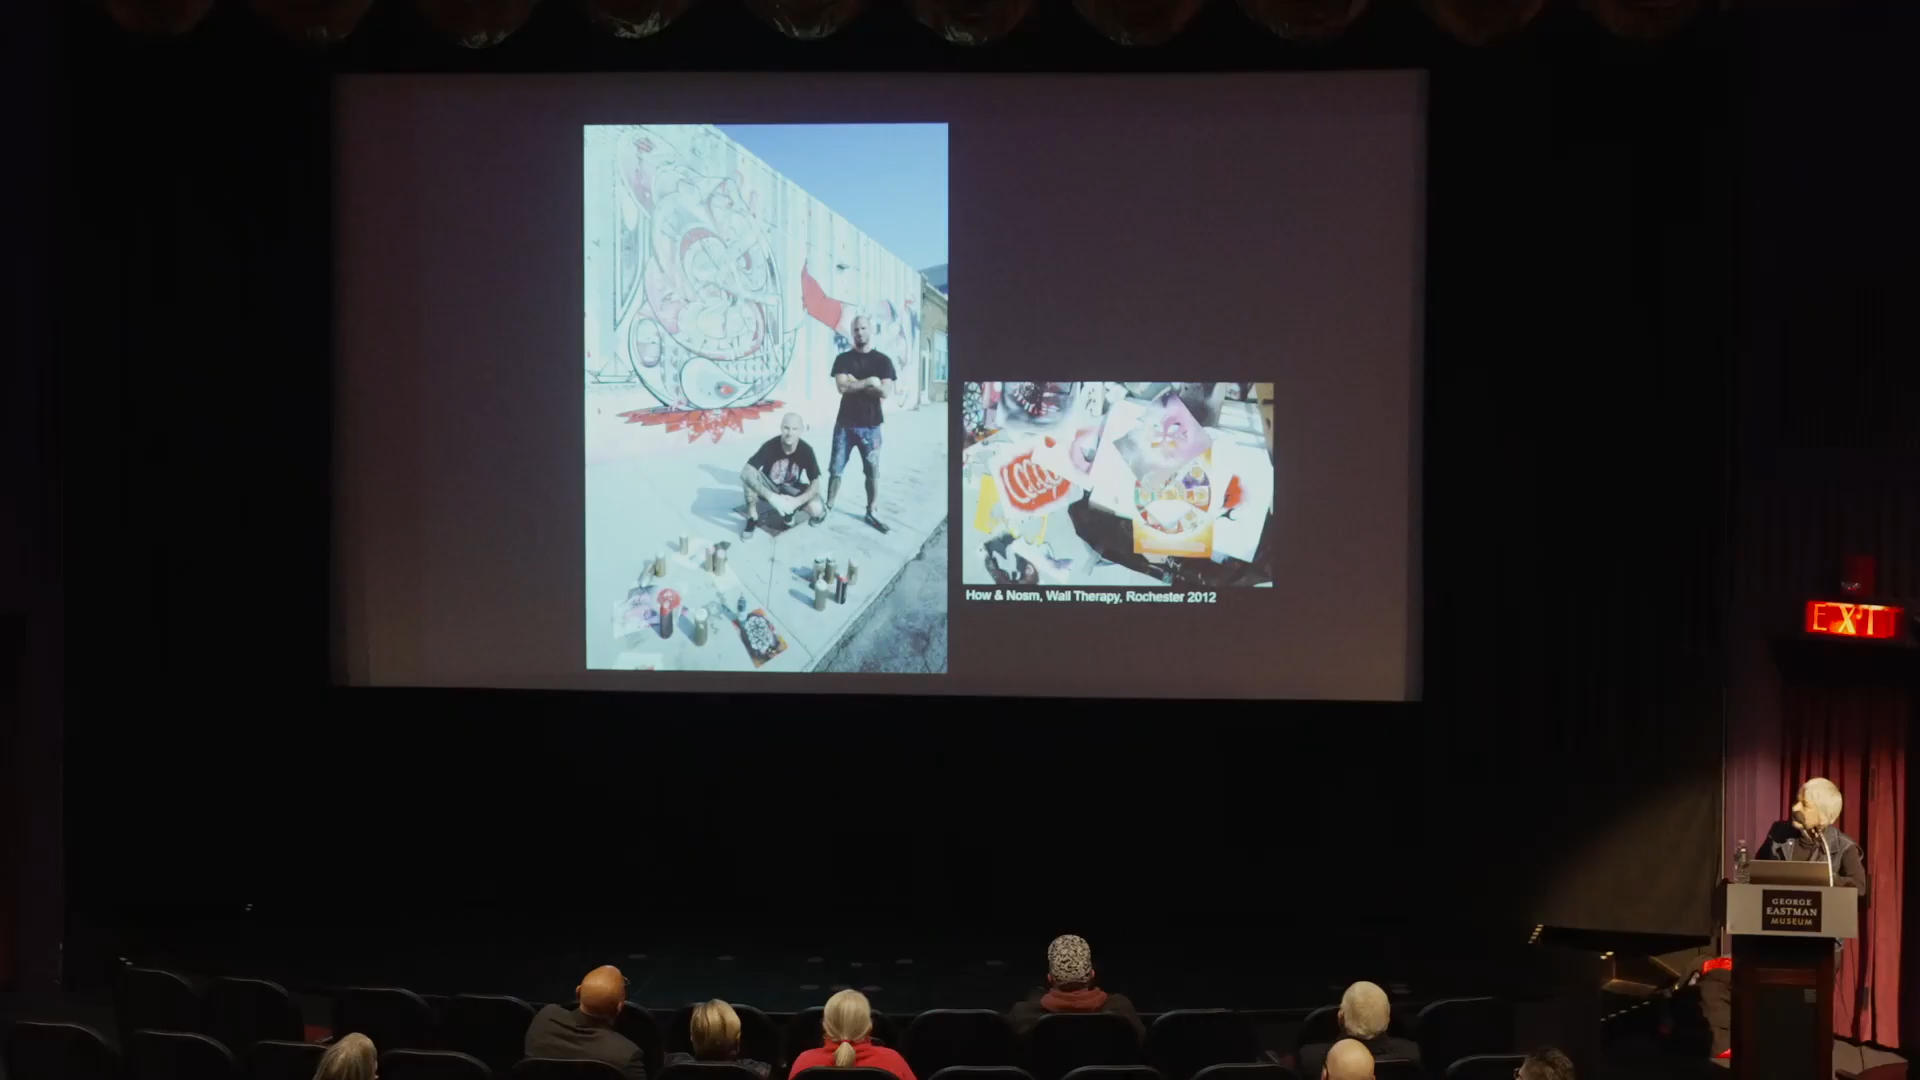 How & Nosm, Wall Therapy, Rochester 2012
EXIT
GEORGE
EASTMAN
MUSEUM